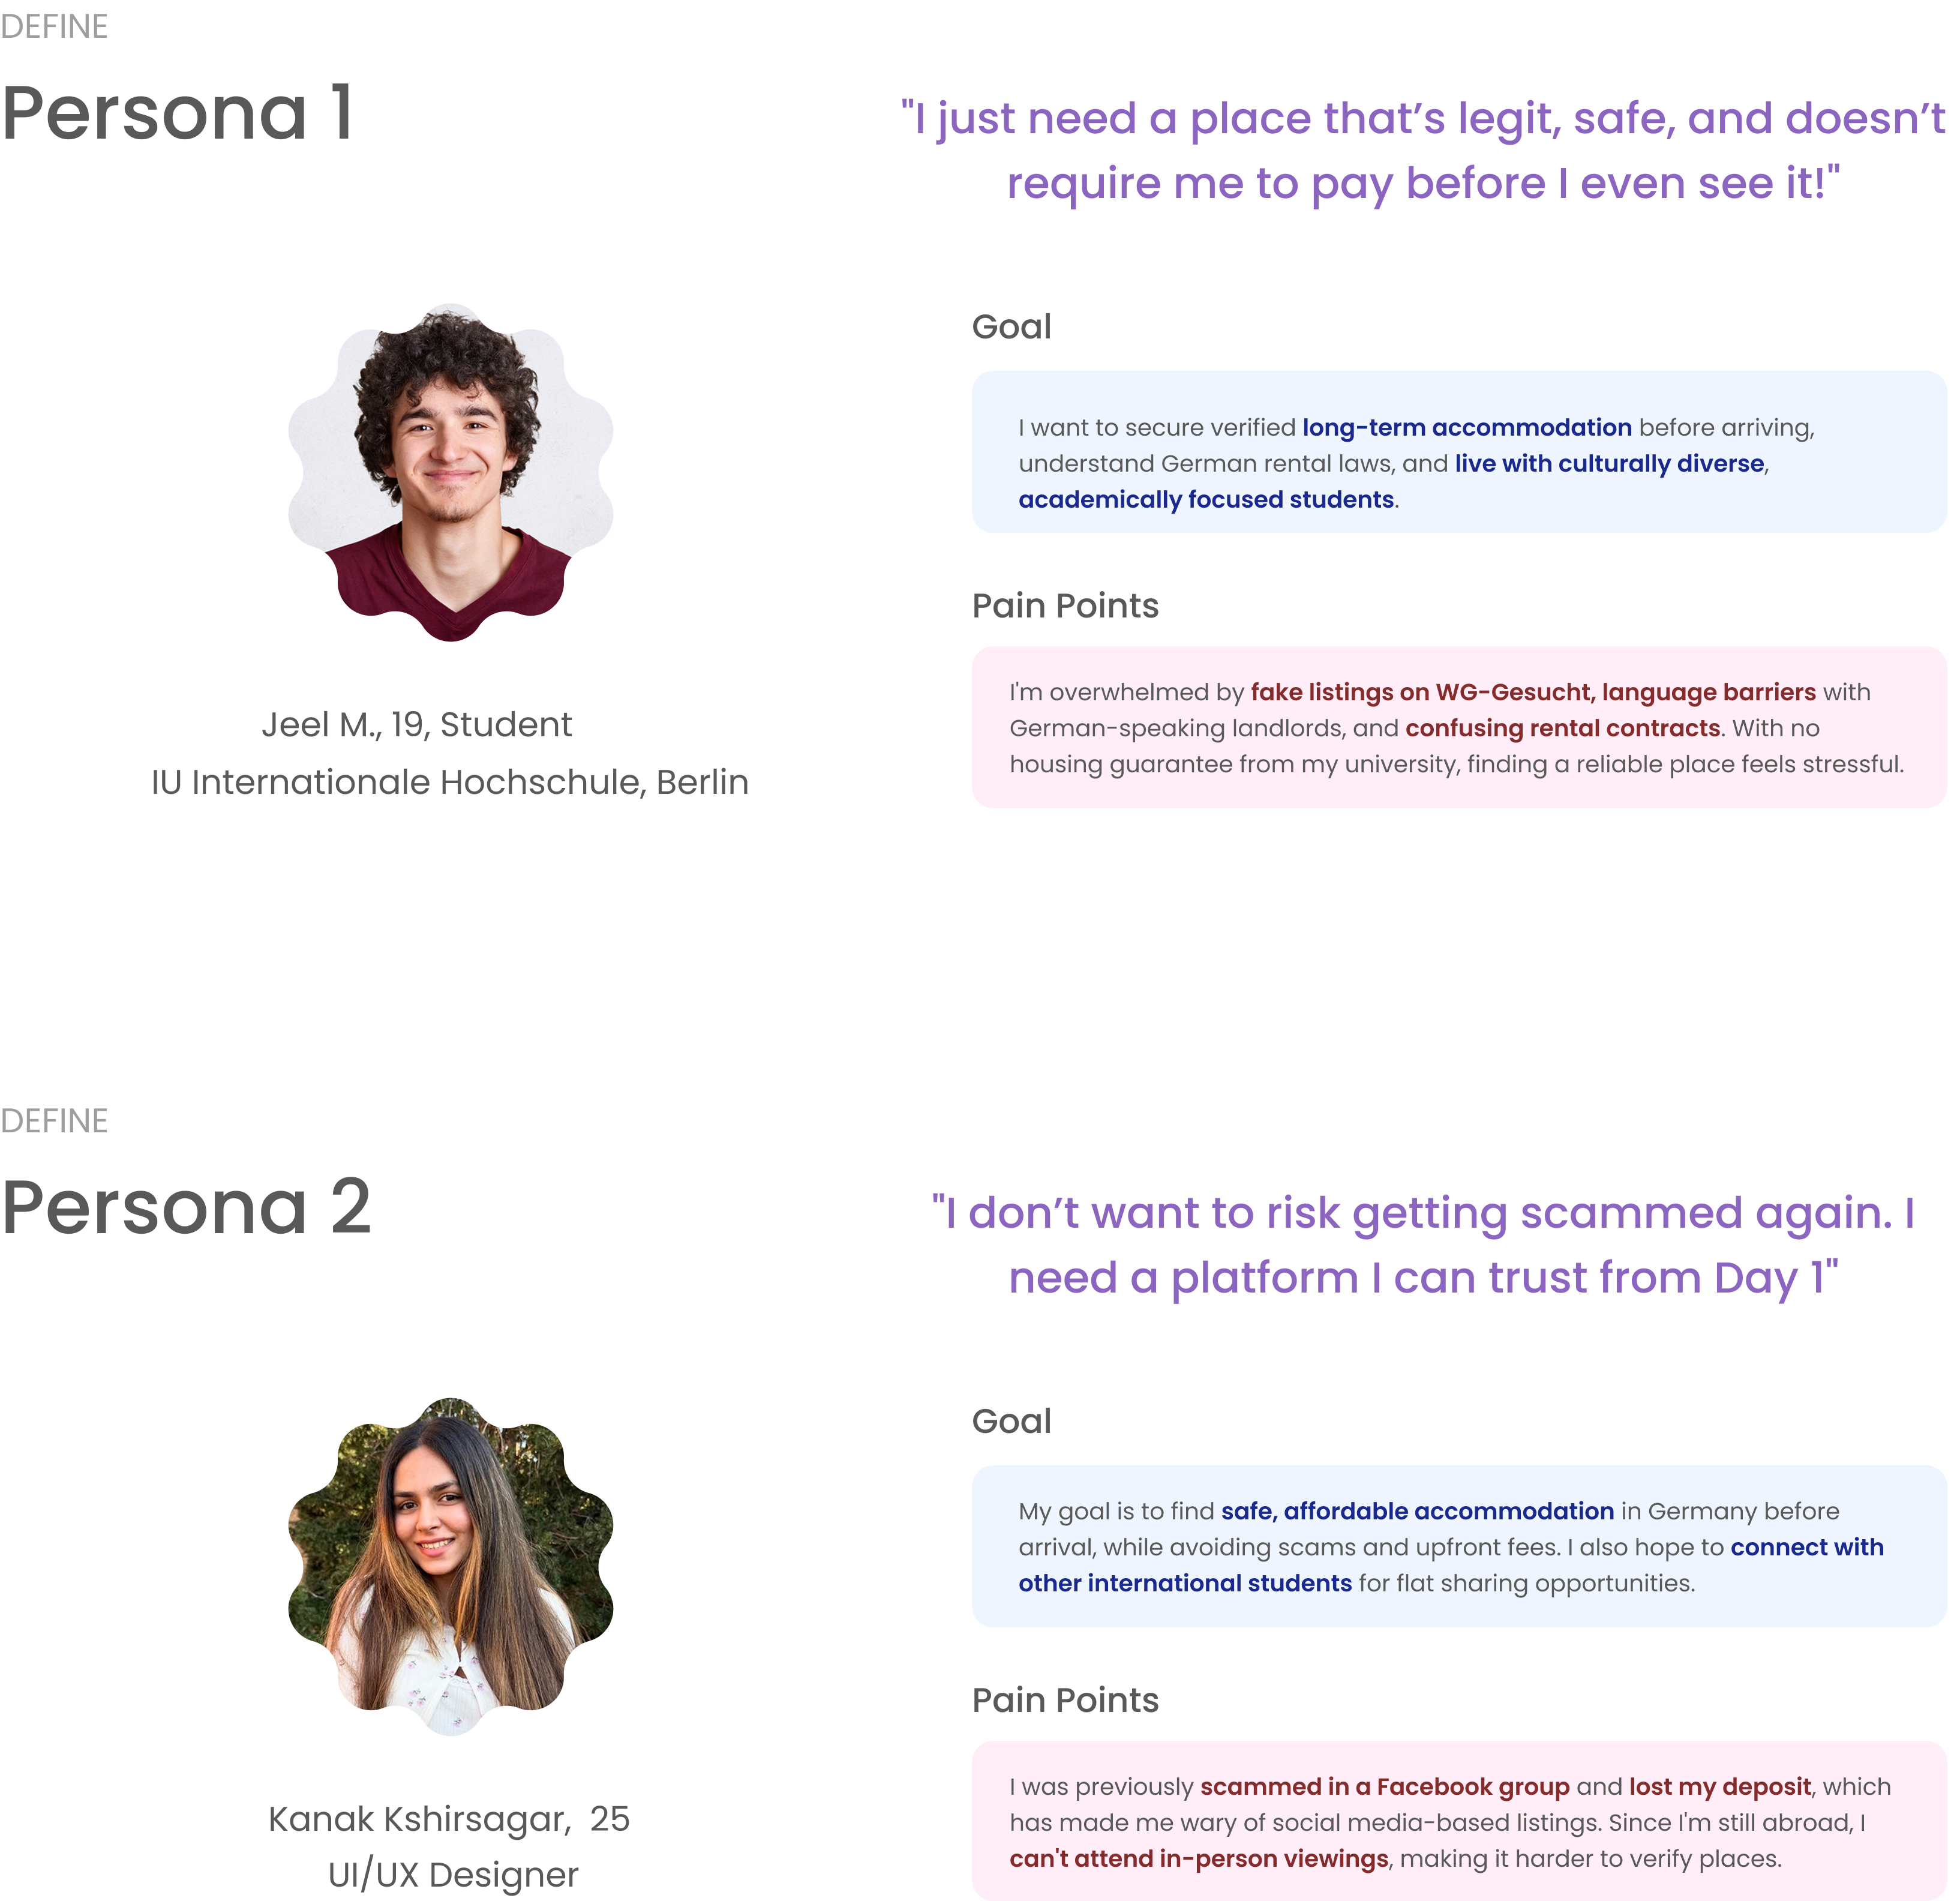 DEFINE
Persona 1
"I just need a place that’s legit, safe, and doesn’t
require me to pay before I even see it!"
Jeel M., 19, Student
IU Internationale Hochschule, Berlin
Goal
I want to secure verified long-term accommodation before arriving,
understand German rental laws, and live with culturally diverse,
academically focused students.
Pain Points
I'm overwhelmed by fake listings on WG-Gesucht, language barriers with
German-speaking landlords, and confusing rental contracts. With no
housing guarantee from my university, finding a reliable place feels stressful.
DEFINE
Persona 2
"I don’t want to risk getting scammed again. I
need a platform I can trust from Day 1"
Kanak Kshirsagar,  25
UI/UX Designer
Goal
My goal is to find safe, affordable accommodation in Germany before
arrival, while avoiding scams and upfront fees. I also hope to connect with
other international students for flat sharing opportunities.
Pain Points
I was previously scammed in a Facebook group and lost my deposit, which
has made me wary of social media-based listings. Since I'm still abroad, I
can't attend in-person viewings, making it harder to verify places.